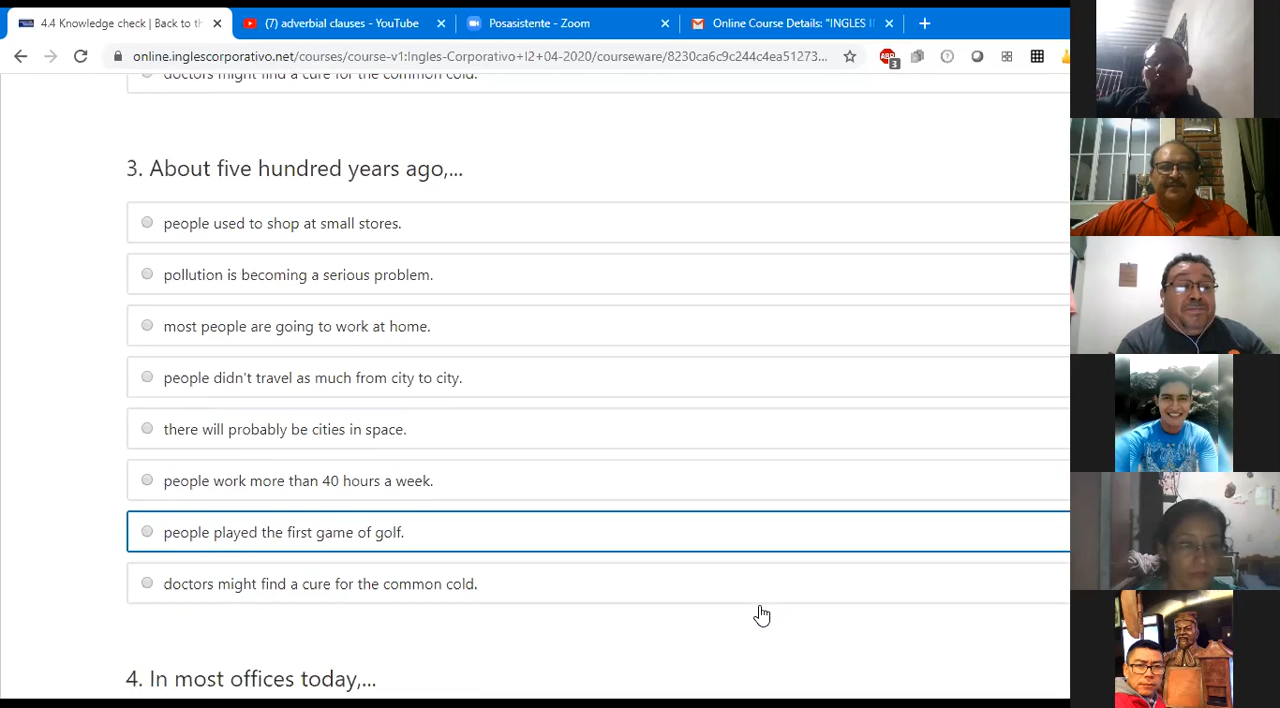 4.4 Knowledge check | Back to th
(7) adverbial clauses - YouTube
Posasistente - Zoom
Online Course Details: "INGLES I
online.inglescorporativo.net/courses/course-v1:InglesCorporativo+I2+04-2020/courseware/8230ca6c9c244c4ea51273...
3
doctors might find a cure for the common cold.
3. About five hundred years ago,...
people used to shop at small stores.
pollution is becoming a serious problem.
most people are going to work at home.
people didn't travel as much from city to city.
there will probably be cities in space.
people work more than 40 hours a week.
people played the first game of golf.
doctors might find a cure for the common cold.
4. In most offices today,...